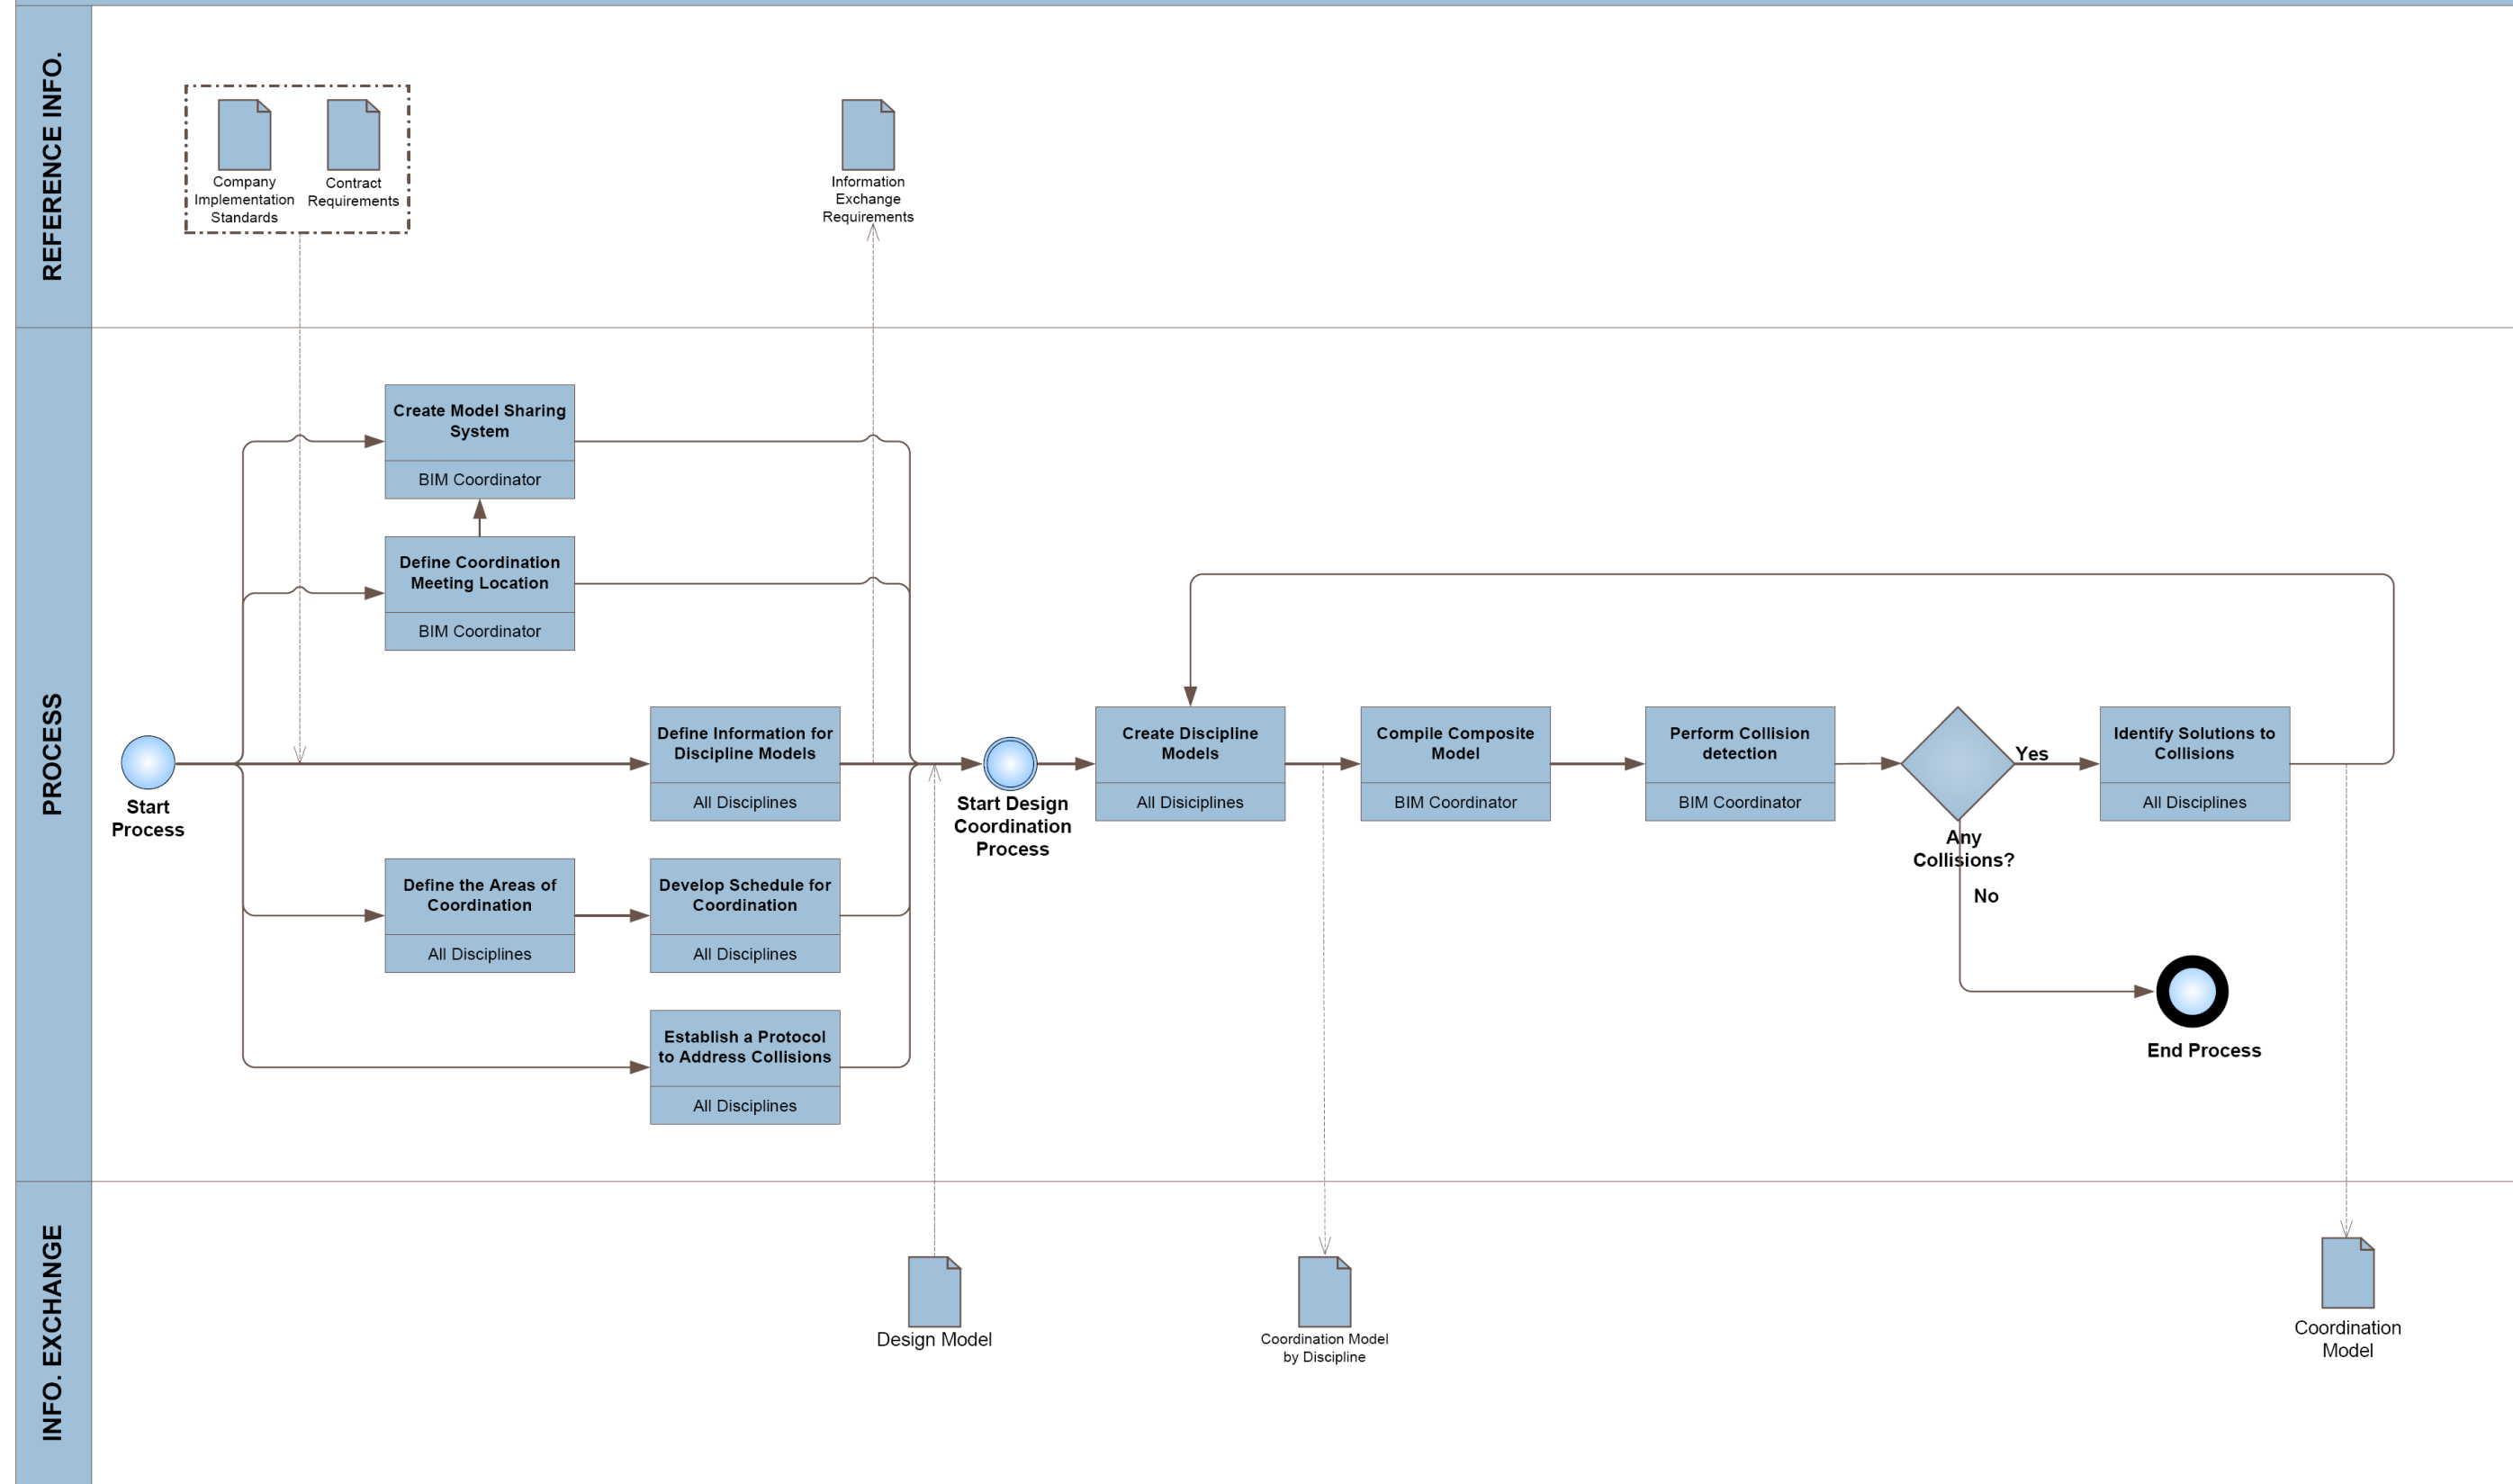 REFERENCE INFO.
Company
Implementation
Standards
Contract
Requirements
Information
Exchange
Requirements
PROCESS
Start
Process
Create Model Sharing
System
BIM Coordinator
Define Coordination
Meeting Location
BIM Coordinator
Define Information for
Discipline Models
All Disciplines
Define the Areas of
Coordination
All Disciplines
Develop Schedule for
Coordination
All Disciplines
Establish a Protocol
to Address Collisions
All Disciplines
Start Design
Coordination
Process
Create Discipline
Models
All Disiciplines
Compile Composite
Model
BIM Coordinator
Perform Collision
detection
BIM Coordinator
Any
Collisions?
Yes
No
Identify Solutions to
Collisions
All Disciplines
End Process
INFO. EXCHANGE
Design Model
Coordination Model
by Discipline
Coordination
Model